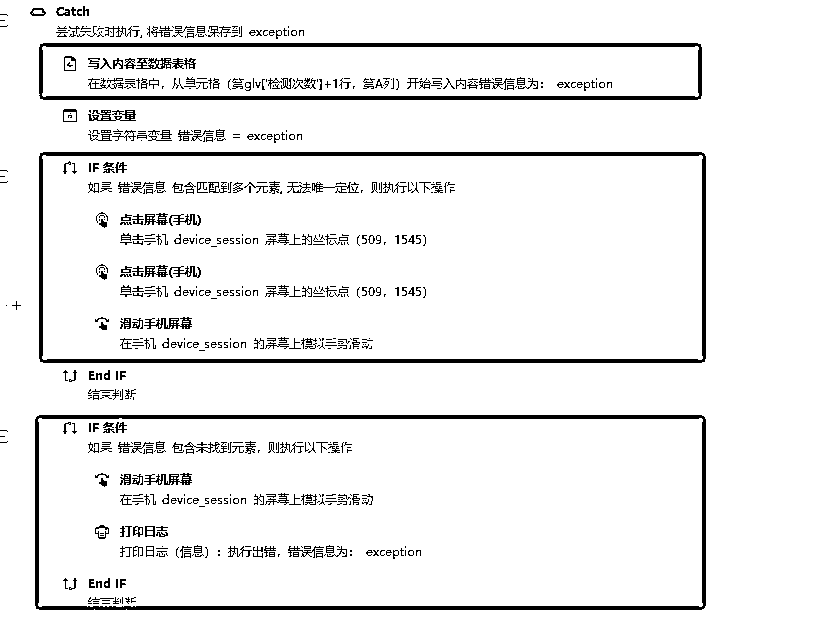 Catch
尝试失败时执行, 将错误信息保存到 exception
写入内容至数据表格
在数据表格中，从单元格（第glv['检测次数']+1行，第A列）开始写入内容错误信息为： exception
设置变量
设置字符串变量 错误信息 = exception
IF 条件
如果 错误信息 包含匹配到多个元素, 无法唯一定位，则执行以下操作
点击屏幕(手机)
单击手机 device_session 屏幕上的坐标点（509，1545）
点击屏幕(手机)
单击手机 device_session 屏幕上的坐标点（509，1545）
滑动手机屏幕
在手机 device_session 的屏幕上模拟手势滑动
End IF
结束判断
IF 条件
如果 错误信息 包含未找到元素，则执行以下操作
滑动手机屏幕
在手机 device_session 的屏幕上模拟手势滑动
打印日志
打印日志（信息）：执行出错，错误信息为： exception
End IF
结束判断